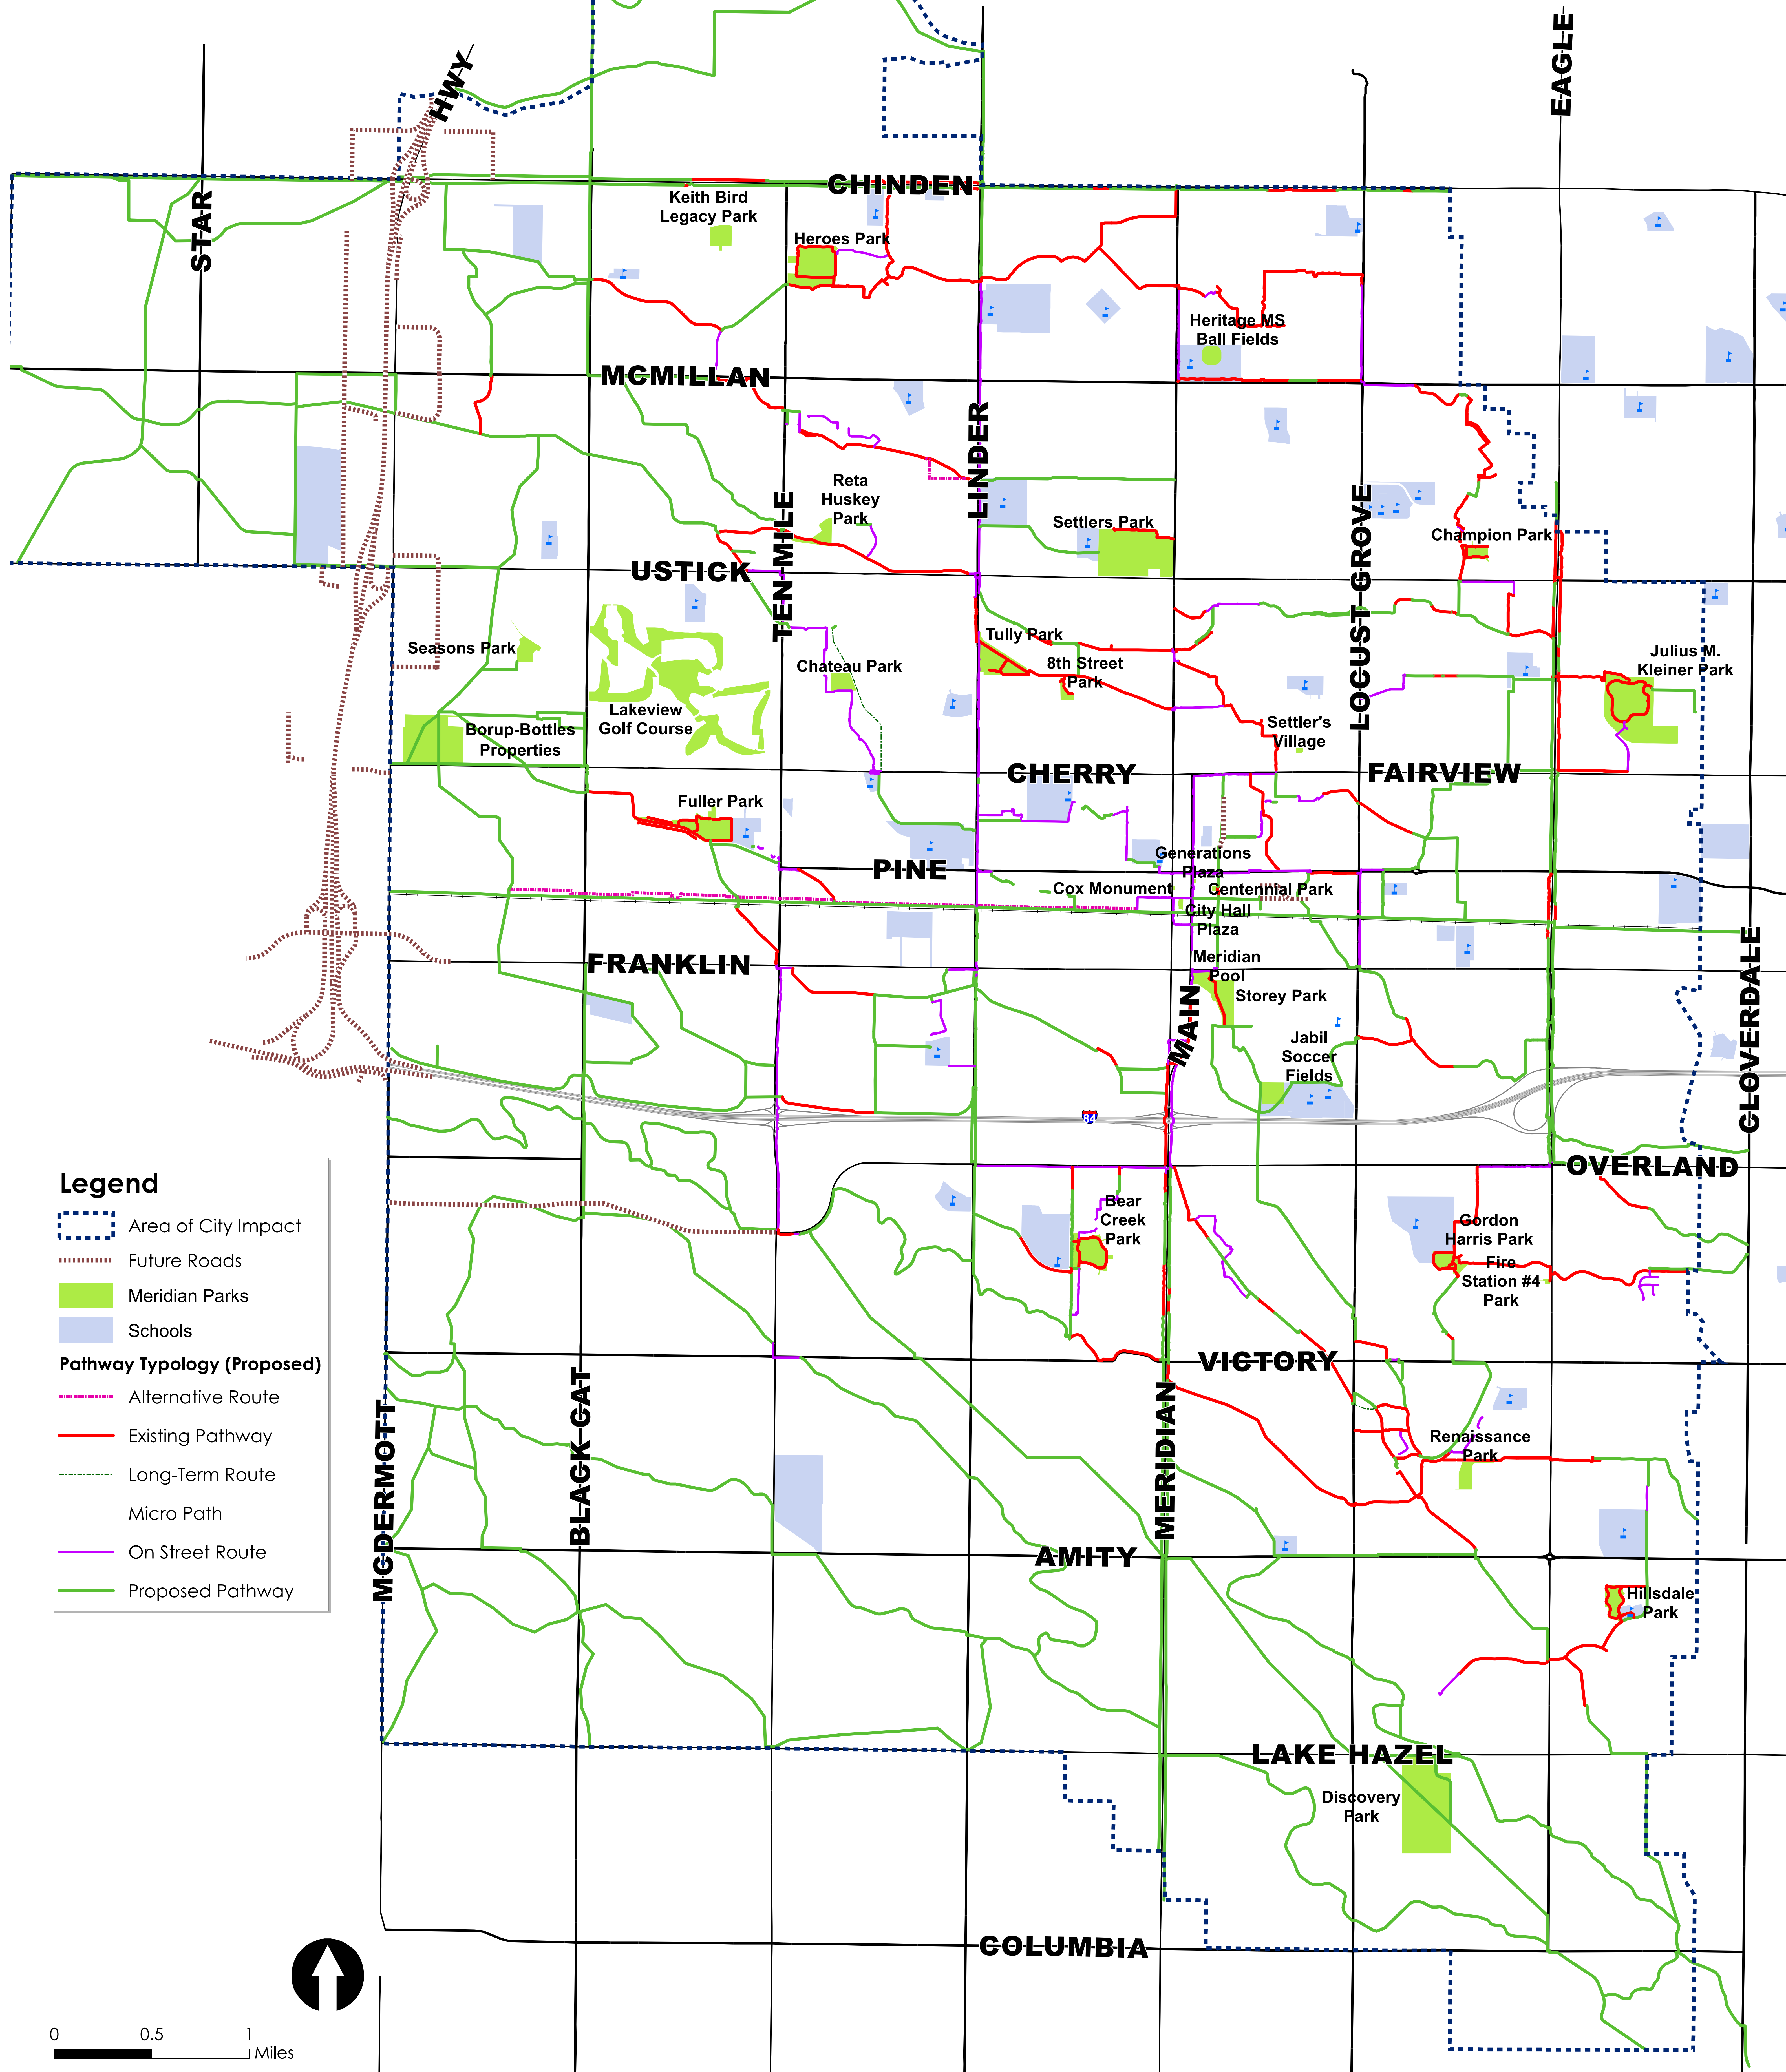 EAGLE
HWY
STAR
CHINDEN
Keith Bird
Legacy Park
Heroes Park
Heritage MS
Ball Fields
MCMILLAN
LINDER
Reta
Huskey
Park
TEN MILE
Settlers Park
LOCUST GROVE
Champion Park
USTICK
Seasons Park
Chateau Park
Tully Park
8th Street
Park
Julius M.
Kleiner Park
Lakeview
Golf Course
Borup-Bottles
Properties
Settler's
Village
CHERRY
FAIRVIEW
Fuller Park
PINE
Generations
Plaza
Cox Monument
Centennial Park
City Hall
Plaza
FRANKLIN
Meridian
Pool
Storey Park
MAIN
Jabil
Soccer
Fields
CLOVERDALE
84
OVERLAND
Bear
Creek
Park
Gordon
Harris Park
Fire
Station #4
Park
VICTORY
MCDERMOTT
BLACK CAT
MERIDIAN
Renaissance
Park
AMITY
Hillsdale
Park
LAKE HAZEL
Discovery
Park
COLUMBIA
Legend
Area of City Impact
Future Roads
Meridian Parks
Schools
Pathway Typology (Proposed)
Alternative Route
Existing Pathway
Long-Term Route
Micro Path
On Street Route
Proposed Pathway
0 0.5 1
Miles